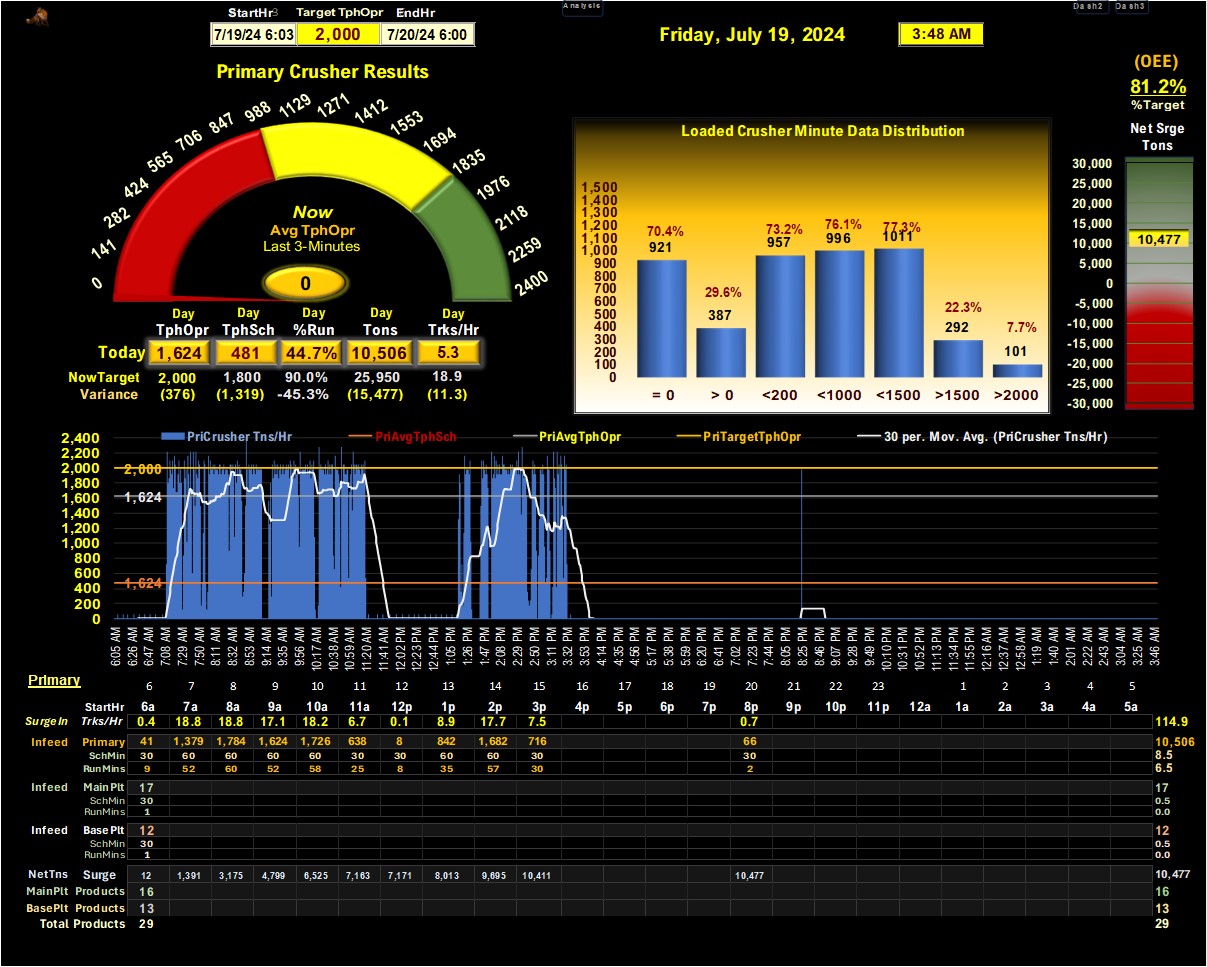 Analysis
Dash2 Dash3
StartHr3 Target TphOpr EndHr
7/19/24 6:03 2,000 7/20/24 6:00
Friday, July 19, 2024
3:48 AM
(OEE)
81.2%
%Target
Net Srge
Tons
30,000
25,000
20,000
15,000
10,477
10,000
5,000
0
-5,000
-10,000
-15,000
-20,000
-25,000
-30,000
Primary Crusher Results
0
141
282
424
565
706
847
988
1129
1271
1412
1553
1694
1835
1976
2118
2259
2400
Now
Avg TphOpr
Last 3-Minutes
0
Day Day Day Day Day
TphOpr TphSch %Run Tons Trks/Hr
Today 1,624 481 44.7% 10,506 5.3
NowTarget 2,000 1,800 90.0% 25,950 18.9
Variance (376) (1,319) -45.3% (15,477) (11.3)
Loaded Crusher Minute Data Distribution
1,500
1,400
1,300
1,200
1,100
1,000
900
800
700
600
500
400
300
200
100
0
70.4% 29.6% 73.2% 76.1% 77.3% 22.3% 7.7%
921 387 957 996 1011 292 101
= 0 > 0 <200 <1000 <1500 >1500 >2000
PriCrusher Tns/Hr PriAvgTphSch PriAvgTphOpr PriTargetTphOpr 30 per. Mov. Avg. (PriCrusher Tns/Hr)
2,400
2,200
2,000
1,800
1,600
1,400
1,200
1,000
800
600
400
200
0
2,000
1,624
1,624
6:05 AM 6:26 AM 6:47 AM 7:08 AM 7:29 AM 7:50 AM 8:11 AM 8:32 AM 8:53 AM 9:14 AM 9:35 AM 9:56 AM 10:17 AM 10:38 AM 10:59 AM 11:20 AM 11:41 AM 12:02 PM 12:23 PM 12:44 PM 1:05 PM 1:26 PM 1:47 PM 2:08 PM 2:29 PM 2:50 PM 3:11 PM 3:32 PM 3:53 PM 4:14 PM 4:35 PM 4:56 PM 5:17 PM 5:38 PM 5:59 PM 6:20 PM 6:41 PM 7:02 PM 7:23 PM 7:44 PM 8:05 PM 8:25 PM 8:46 PM 9:07 PM 9:28 PM 9:49 PM 10:10 PM 10:31 PM 10:52 PM 11:13 PM 11:34 PM 11:55 PM 12:16 AM 12:37 AM 12:58 AM 1:19 AM 1:40 AM 2:01 AM 2:22 AM 2:43 AM 3:04 AM 3:25 AM 3:46 AM
Primary
6 7 8 9 10 11 12 13 14 15 16 17 18 19 20 21 22 23 1 2 3 4 5
StartHr 6a 7a 8a 9a 10a 11a 12p 1p 2p 3p 4p 5p 6p 7p 8p 9p 10p 11p 12a 1a 2a 3a 4a 5a
SurgeIn Trks/Hr 0.4 18.8 18.8 17.1 18.2 6.7 0.1 8.9 17.7 7.5 0.7 114.9
Infeed Primary 41 1,379 1,784 1,624 1,726 638 8 842 1,682 716 66 10,506
SchMin 30 60 60 60 60 30 30 60 60 30 30 8.5
RunMins 9 52 60 52 58 25 8 35 57 30 2 6.5
Infeed MainPlt 17 17
SchMin 30 0.5
RunMins 1 0.0
Infeed BasePlt 12 12
SchMin 30 0.5
RunMins 1 0.0
NetTns Surge 12 1,391 3,175 4,799 6,525 7,163 7,171 8,013 9,695 10,411 10,477 10,477
MainPlt Products 16 16
BasePlt Products 13 13
Total Products 29 29